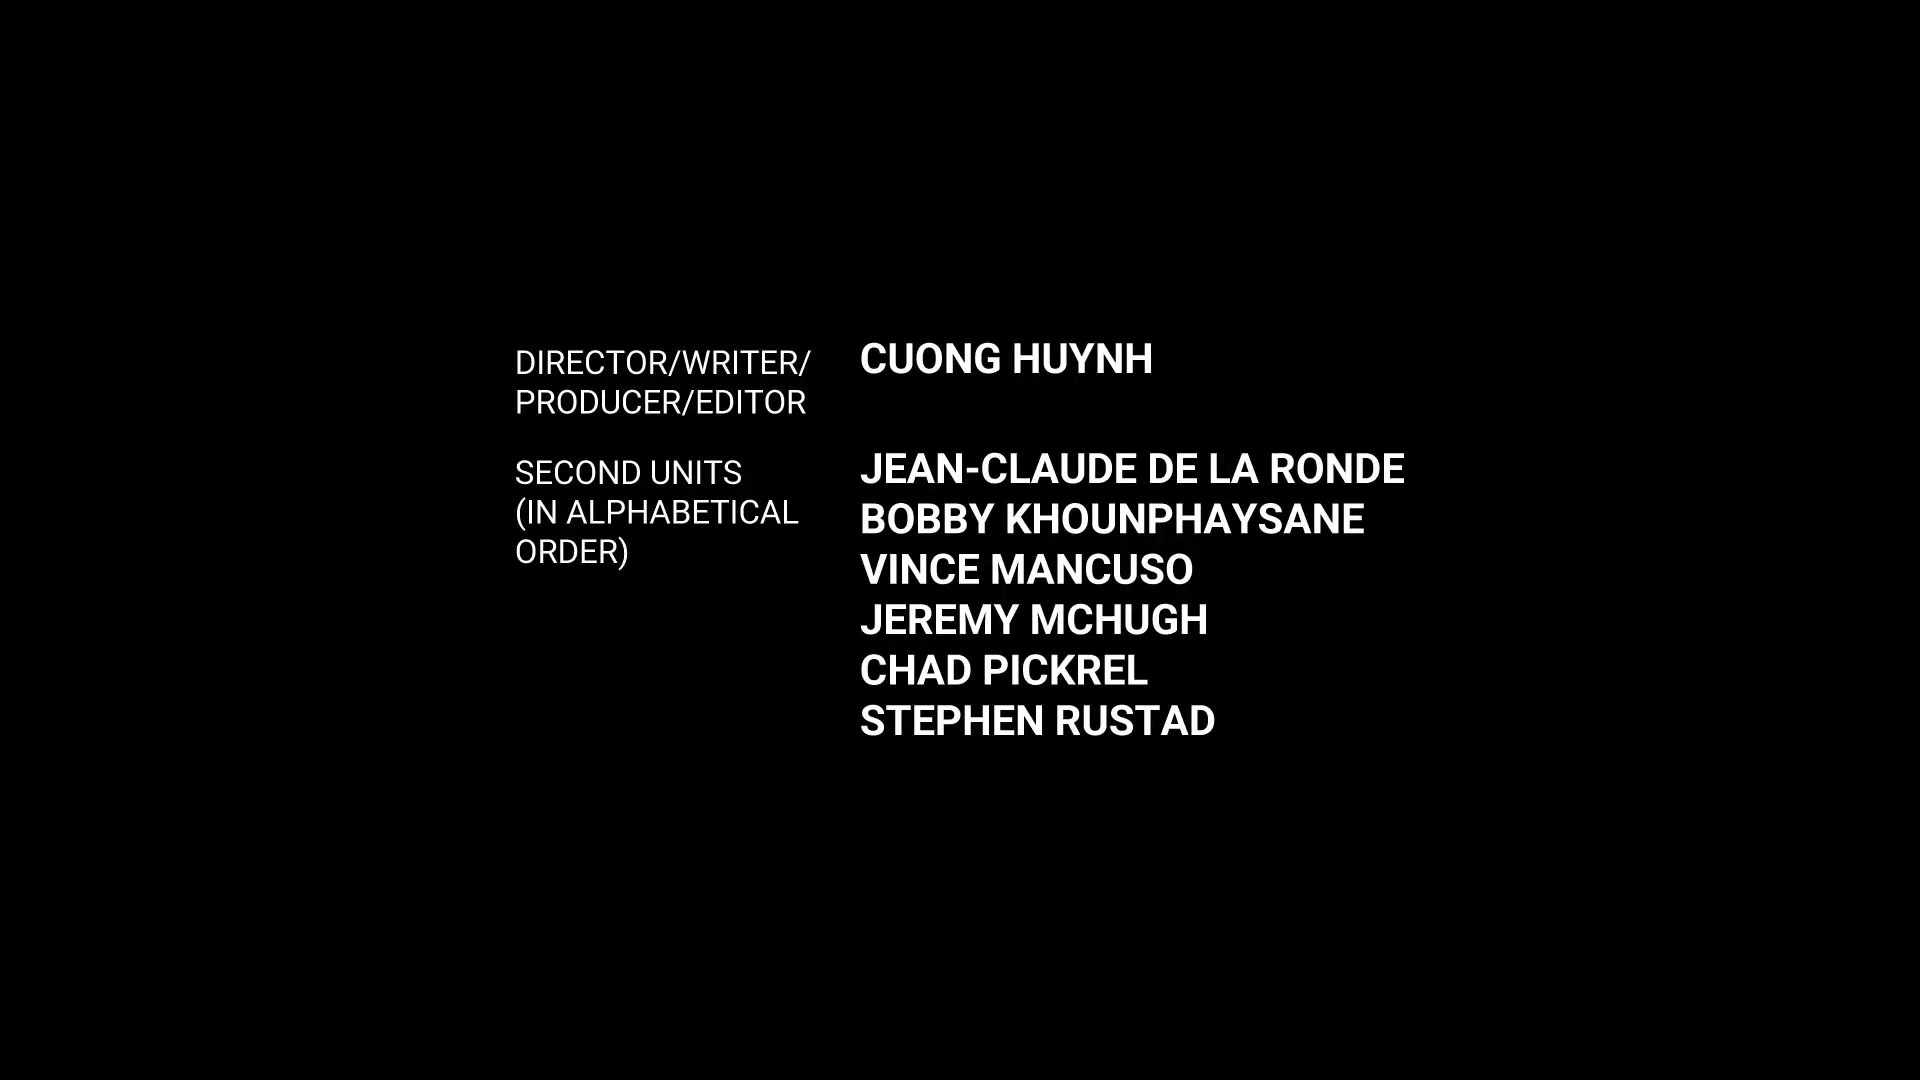 DIRECTOR/WRITER/
PRODUCER/EDITOR
CUONG HUYNH
SECOND UNITS
(IN ALPHABETICAL
ORDER)
JEAN-CLAUDE DE LA RONDE
BOBBY KHOUNPHAYSANE
VINCE MANCUSO
JEREMY MCHUGH
CHAD PICKREL
STEPHEN RUSTAD